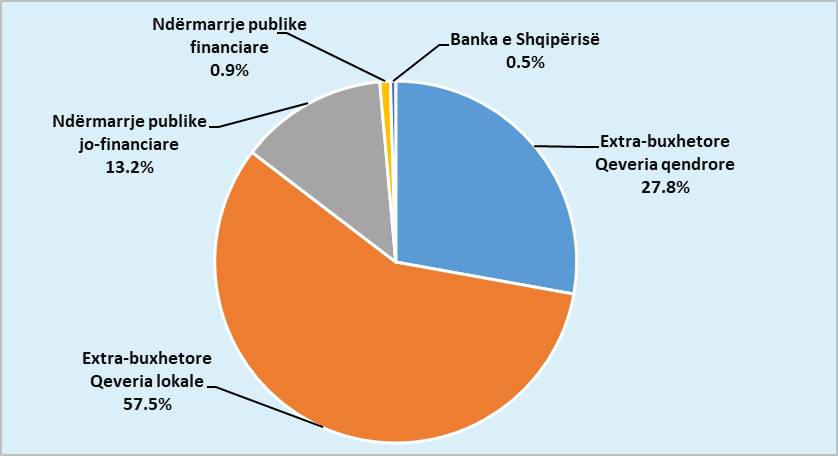 Ndërmarrje publike
financiare
0.9%
Banka e Shqipërisë
0.5%
Ndërmarrje publike
jo-financiare
13.2%
Extra-buxhetore
Qeveria qendrore
27.8%
Extra-buxhetore
Qeveria lokale
57.5%